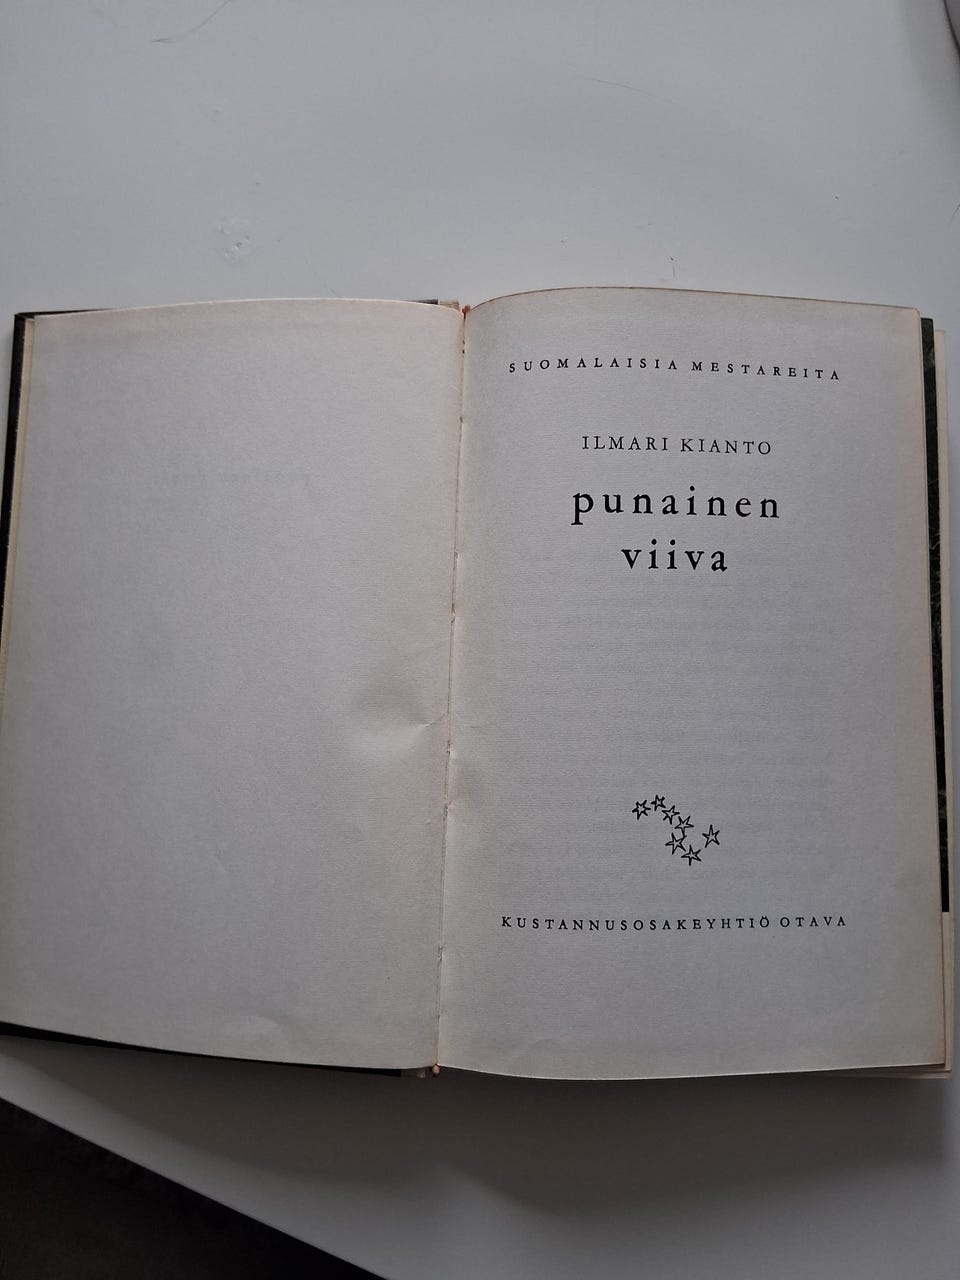 SUOMALAISIA MESTAREITA
ILMARI KIANTO
punainen
viiva
KUSTANNUSOSAKEYHTIÖ OTAVA